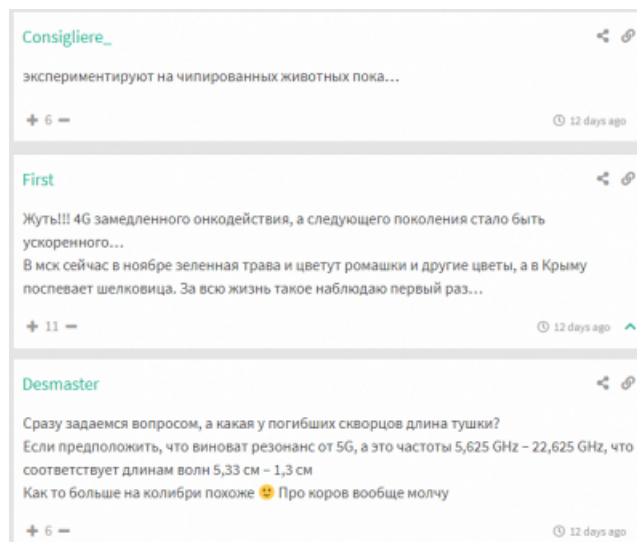 Consigliere_
экспериментируют на чипированных животных пока...
+ 6 −
12 days ago
First
Жуть!!! 4G замедленного онкодействия, а следующего поколения стало быть
ускоренного...
В мск сейчас в ноябре зеленная трава и цветут ромашки и другие цветы, а в Крыму
поспевает шелковица. За всю жизнь такое наблюдаю первый раз...
+ 11 −
12 days ago
Desmaster
Сразу задаемся вопросом, а какая у погибших скворцов длина тушки?
Если предположить, что виноват резонанс от 5G, а это частоты 5,625 GHz – 22,625 GHz, что
соответствует длинам волн 5,33 см – 1,3 см
Как то больше на колибри похоже 🙂 Про коров вообще молчу
+ 6 −
12 days ago